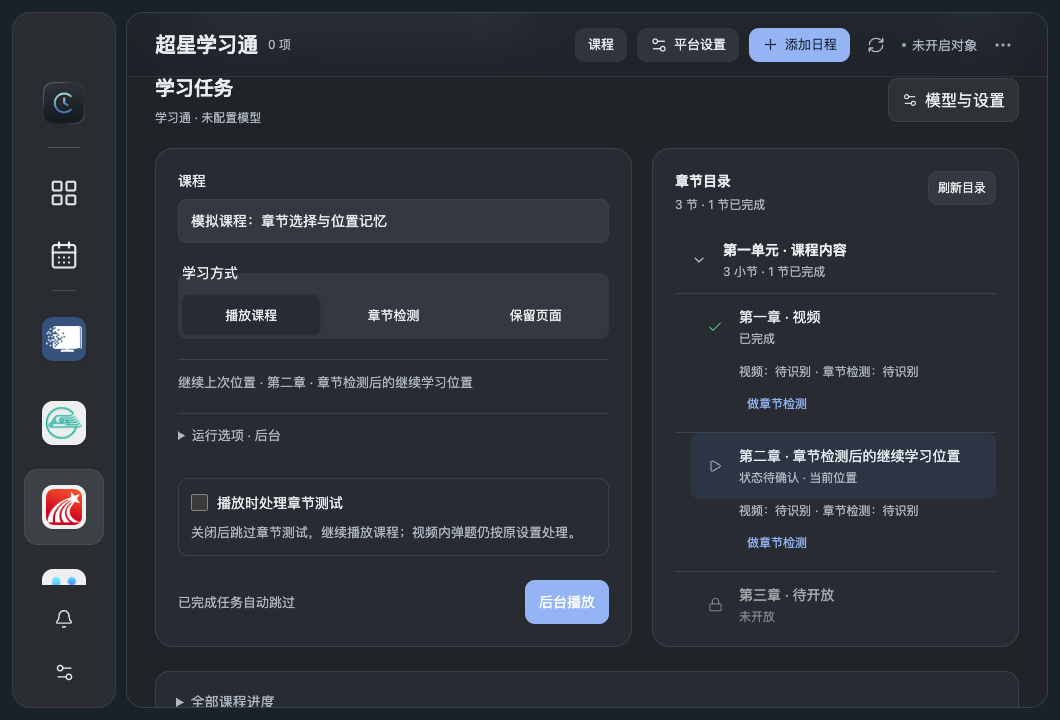 超星学习通 0 项
课程
平台设置
添加日程
未开启对象
学习任务
学习通 · 未配置模型
模型与设置
课程
模拟课程：章节选择与位置记忆
学习方式
播放课程
章节检测
保留页面
继续上次位置 · 第二章 · 章节检测后的继续学习位置
运行选项 · 后台
播放时处理章节测试
关闭后跳过章节测试，继续播放课程；视频内弹题仍按原设置处理。
已完成任务自动跳过
后台播放
章节目录
3 节 · 1 节已完成
刷新目录
第一单元 · 课程内容
3 小节 · 1 节已完成
第一章 · 视频
已完成
视频：待识别 · 章节检测：待识别
做章节检测
第二章 · 章节检测后的继续学习位置
状态待确认 · 当前位置
视频：待识别 · 章节检测：待识别
做章节检测
第三章 · 待开放
未开放
全部课程进度